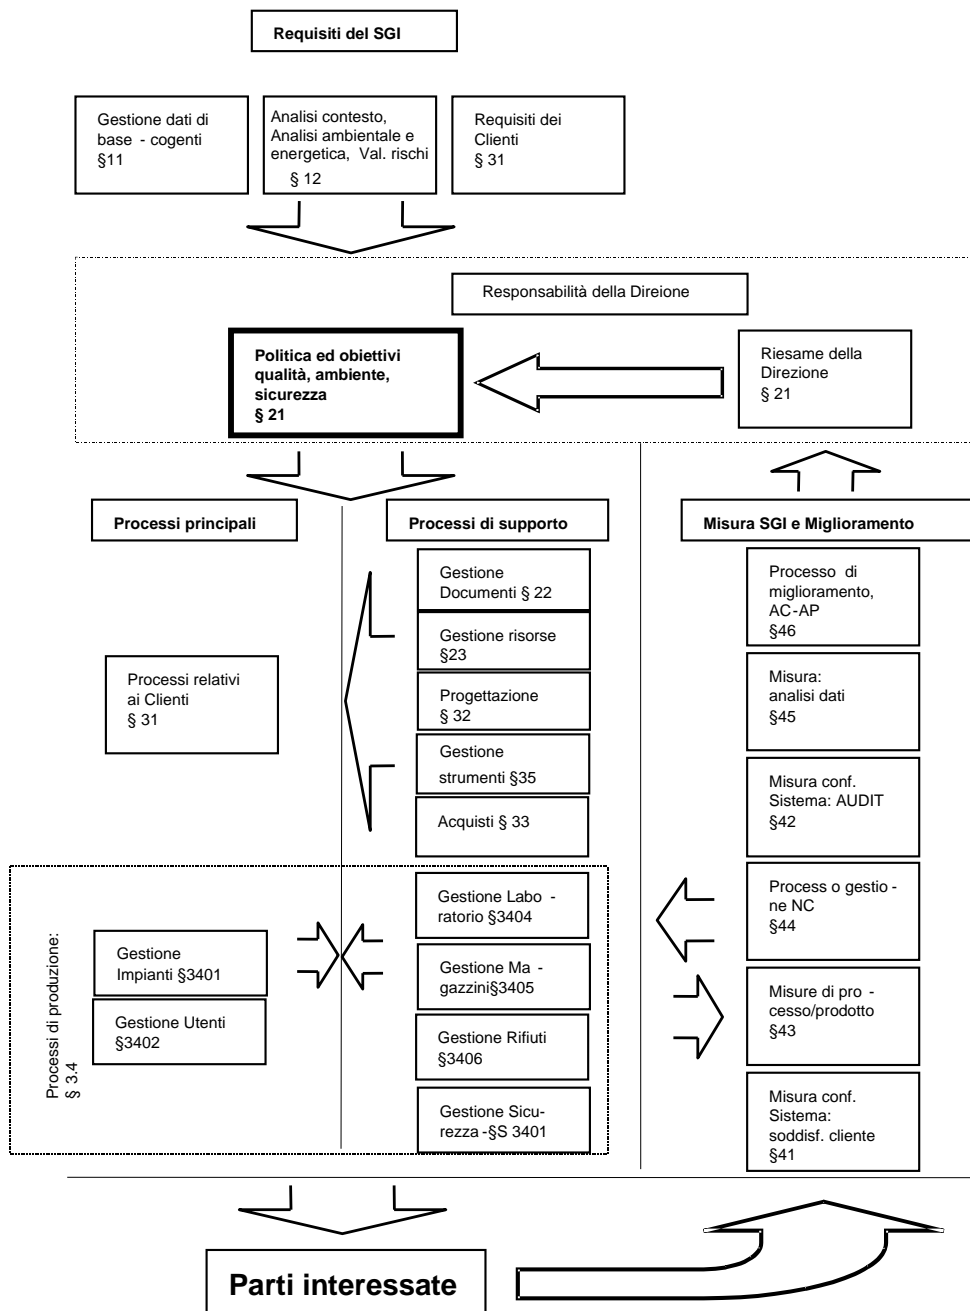 Requisiti del SGI
Gestione dati di
base - cogenti
§11
Analisi contesto,
Analisi ambientale e
energetica, Val. rischi
§ 12
Requisiti dei
Clienti
§ 31
Responsabilità della Direione
Politica ed obiettivi
qualità, ambiente,
sicurezza
§ 21
Riesame della
Direzione
§ 21
Processi principali
Processi di supporto
Misura SGI e Miglioramento
Processi relativi
ai Clienti
§ 31
Gestione
Documenti § 22
Gestione risorse
§23
Progettazione
§ 32
Gestione
strumenti §35
Acquisti § 33
Processo di
miglioramento,
AC-AP
§46
Misura:
analisi dati
§45
Misura conf.
Sistema: AUDIT
§42
Process o gestio -
ne NC
§44
Misure di pro -
cesso/prodotto
§43
Misura conf.
Sistema:
soddisf. cliente
§41
Processi di produzione:
§ 3.4
Gestione
Impianti §3401
Gestione Utenti
§3402
Gestione Labo -
ratorio §3404
Gestione Ma -
gazzini§3405
Gestione Rifiuti
§3406
Gestione Sicu-
rezza -§S 3401
Parti interessate